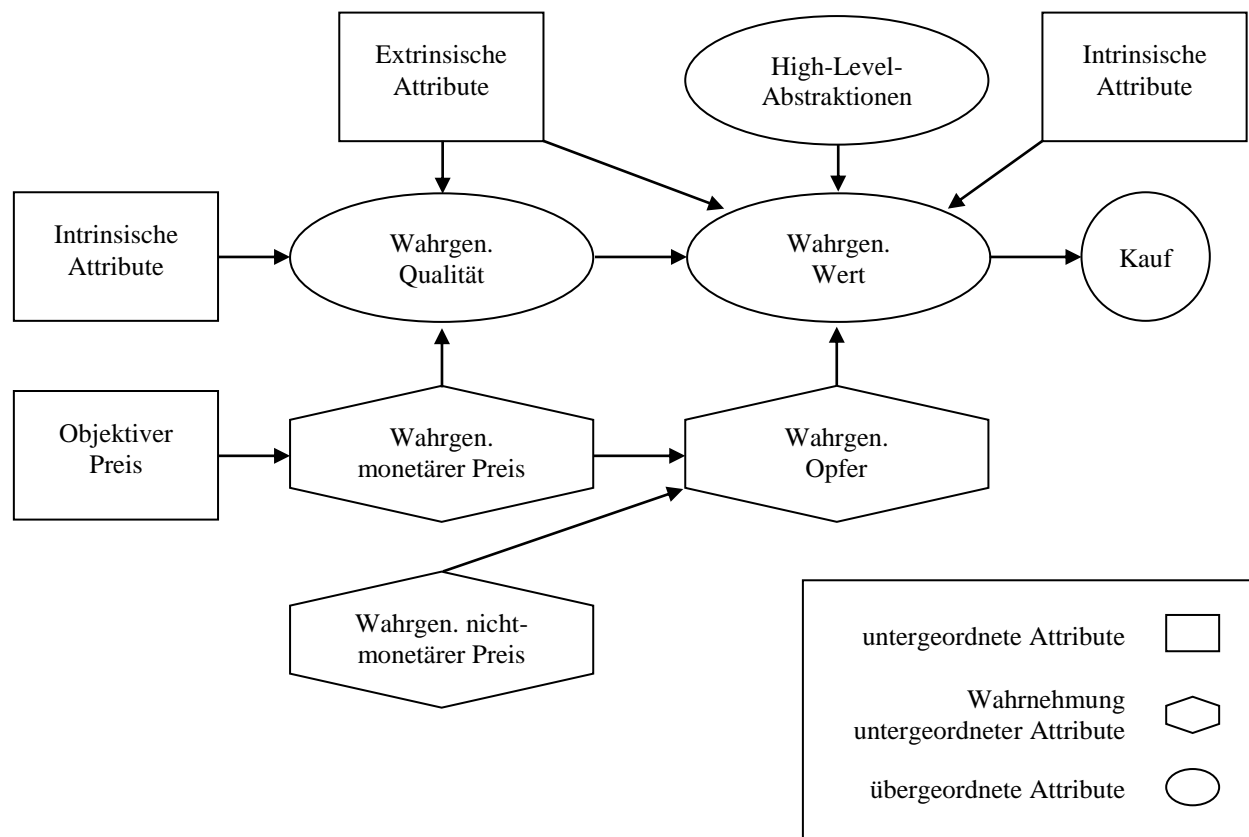 Extrinsische
Attribute
High-Level-
Abstraktionen
Intrinsische
Attribute
Intrinsische
Attribute
Wahrgen.
Qualität
Wahrgen.
Wert
Kauf
Objektiver
Preis
Wahrgen.
monetärer Preis
Wahrgen.
Opfer
Wahrgen. nicht-
monetärer Preis
untergeordnete Attribute
Wahrnehmung
untergeordneter Attribute
übergeordnete Attribute